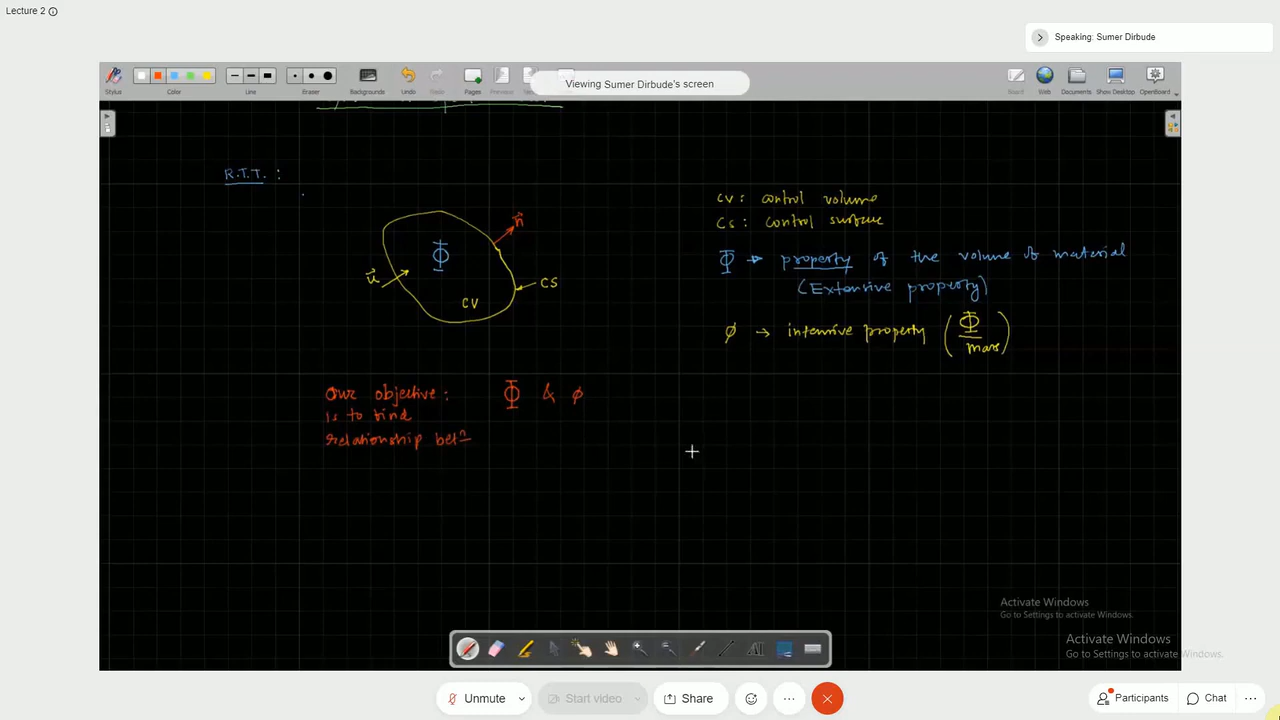 Lecture 2
Speaking: Sumer Dirbude
Stylus
Color
Line
Eraser
Backgrounds
Undo
Pages
Viewing Sumer Dirbude's screen
Board
Web
Documents
Show Desktop
OpenBoard
R.T.T. :
n
Φ
u
CV
CS
CV : control volume
CS : control surface
Φ → property of the volume of material
(Extensive property)
φ → intensive property (Φ/mass)
Our objective : Φ & φ
is to find
relationship betn
Activate Windows
Go to Settings to activate Windows.
Activate Windows
Go to Settings to activate Windows.
Unmute
Start video
Share
Participants
Chat